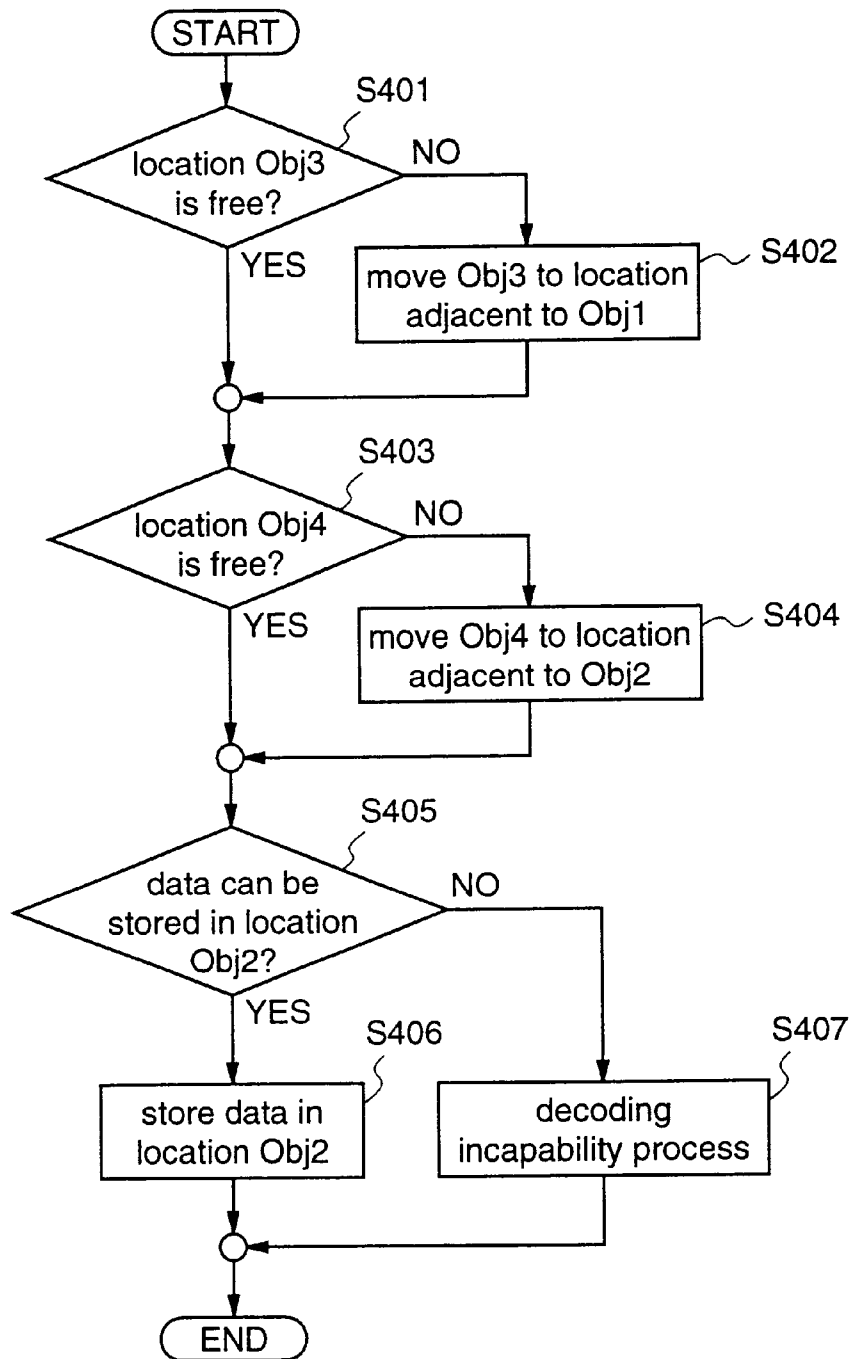 START
S401
location Obj3
is free?
NO
YES
S402
move Obj3 to location
adjacent to Obj1
S403
location Obj4
is free?
NO
YES
S404
move Obj4 to location
adjacent to Obj2
S405
data can be
stored in location
Obj2?
NO
YES
S406
store data in
location Obj2
S407
decoding
incapability process
END